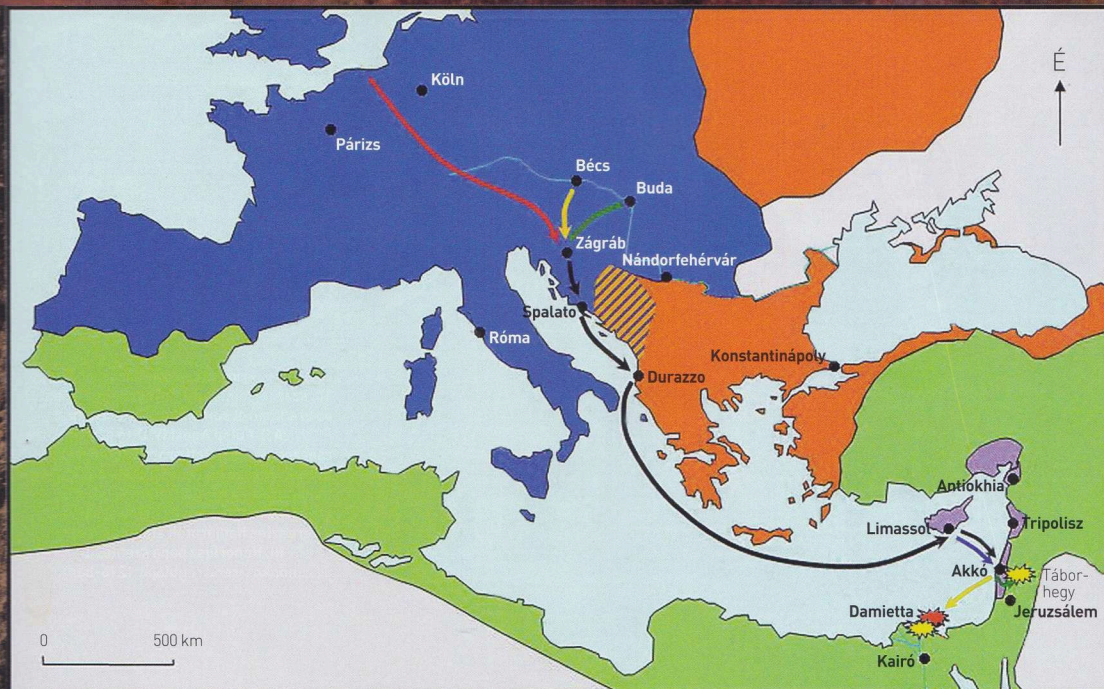 É
Köln
Párizs
Bécs
Buda
Zágráb
Nándorfehérvár
Spalato
Róma
Konstantinápoly
Durazzo
Antiokhia
Limassol
Tripolisz
Akkó
Tábor-
hegy
Jeruzsálem
Damietta
Kairó
0 500 km